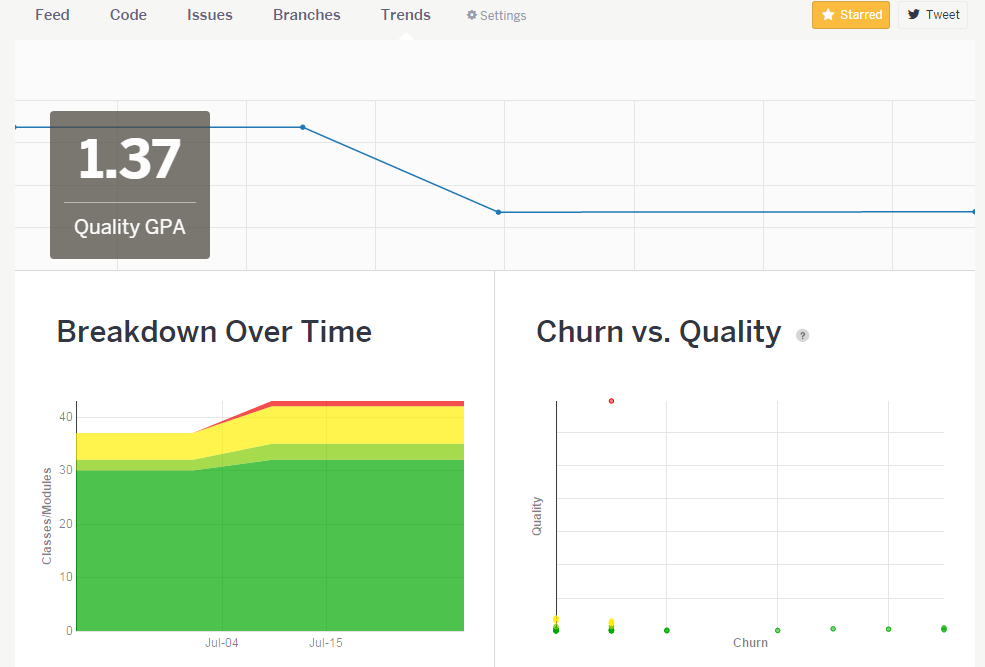 Feed Code Issues Branches Trends Settings Starred Tweet
1.37
Quality GPA
Breakdown Over Time
Classes/Modules
40
30
20
10
0
Jul-04 Jul-15
Churn vs. Quality ?
Quality
Churn